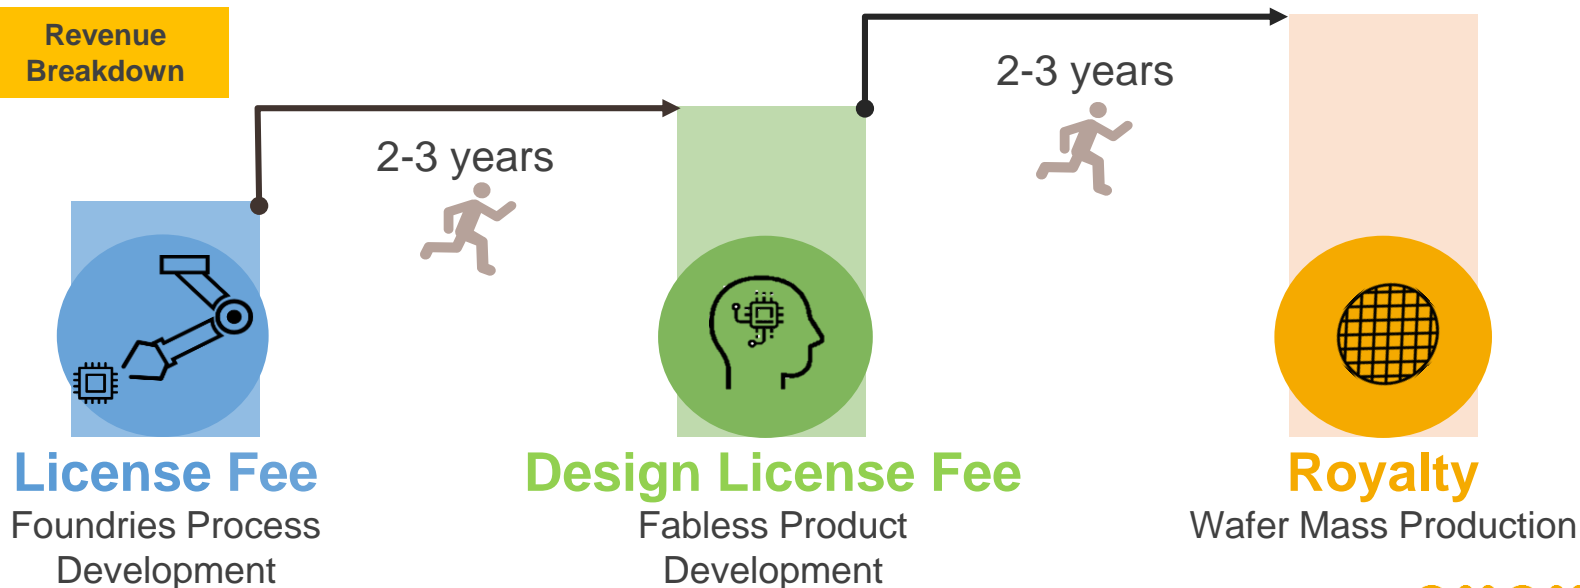 Revenue
Breakdown
2-3 years
2-3 years
License Fee
Foundries Process
Development
Design License Fee
Fabless Product
Development
Royalty
Wafer Mass Production